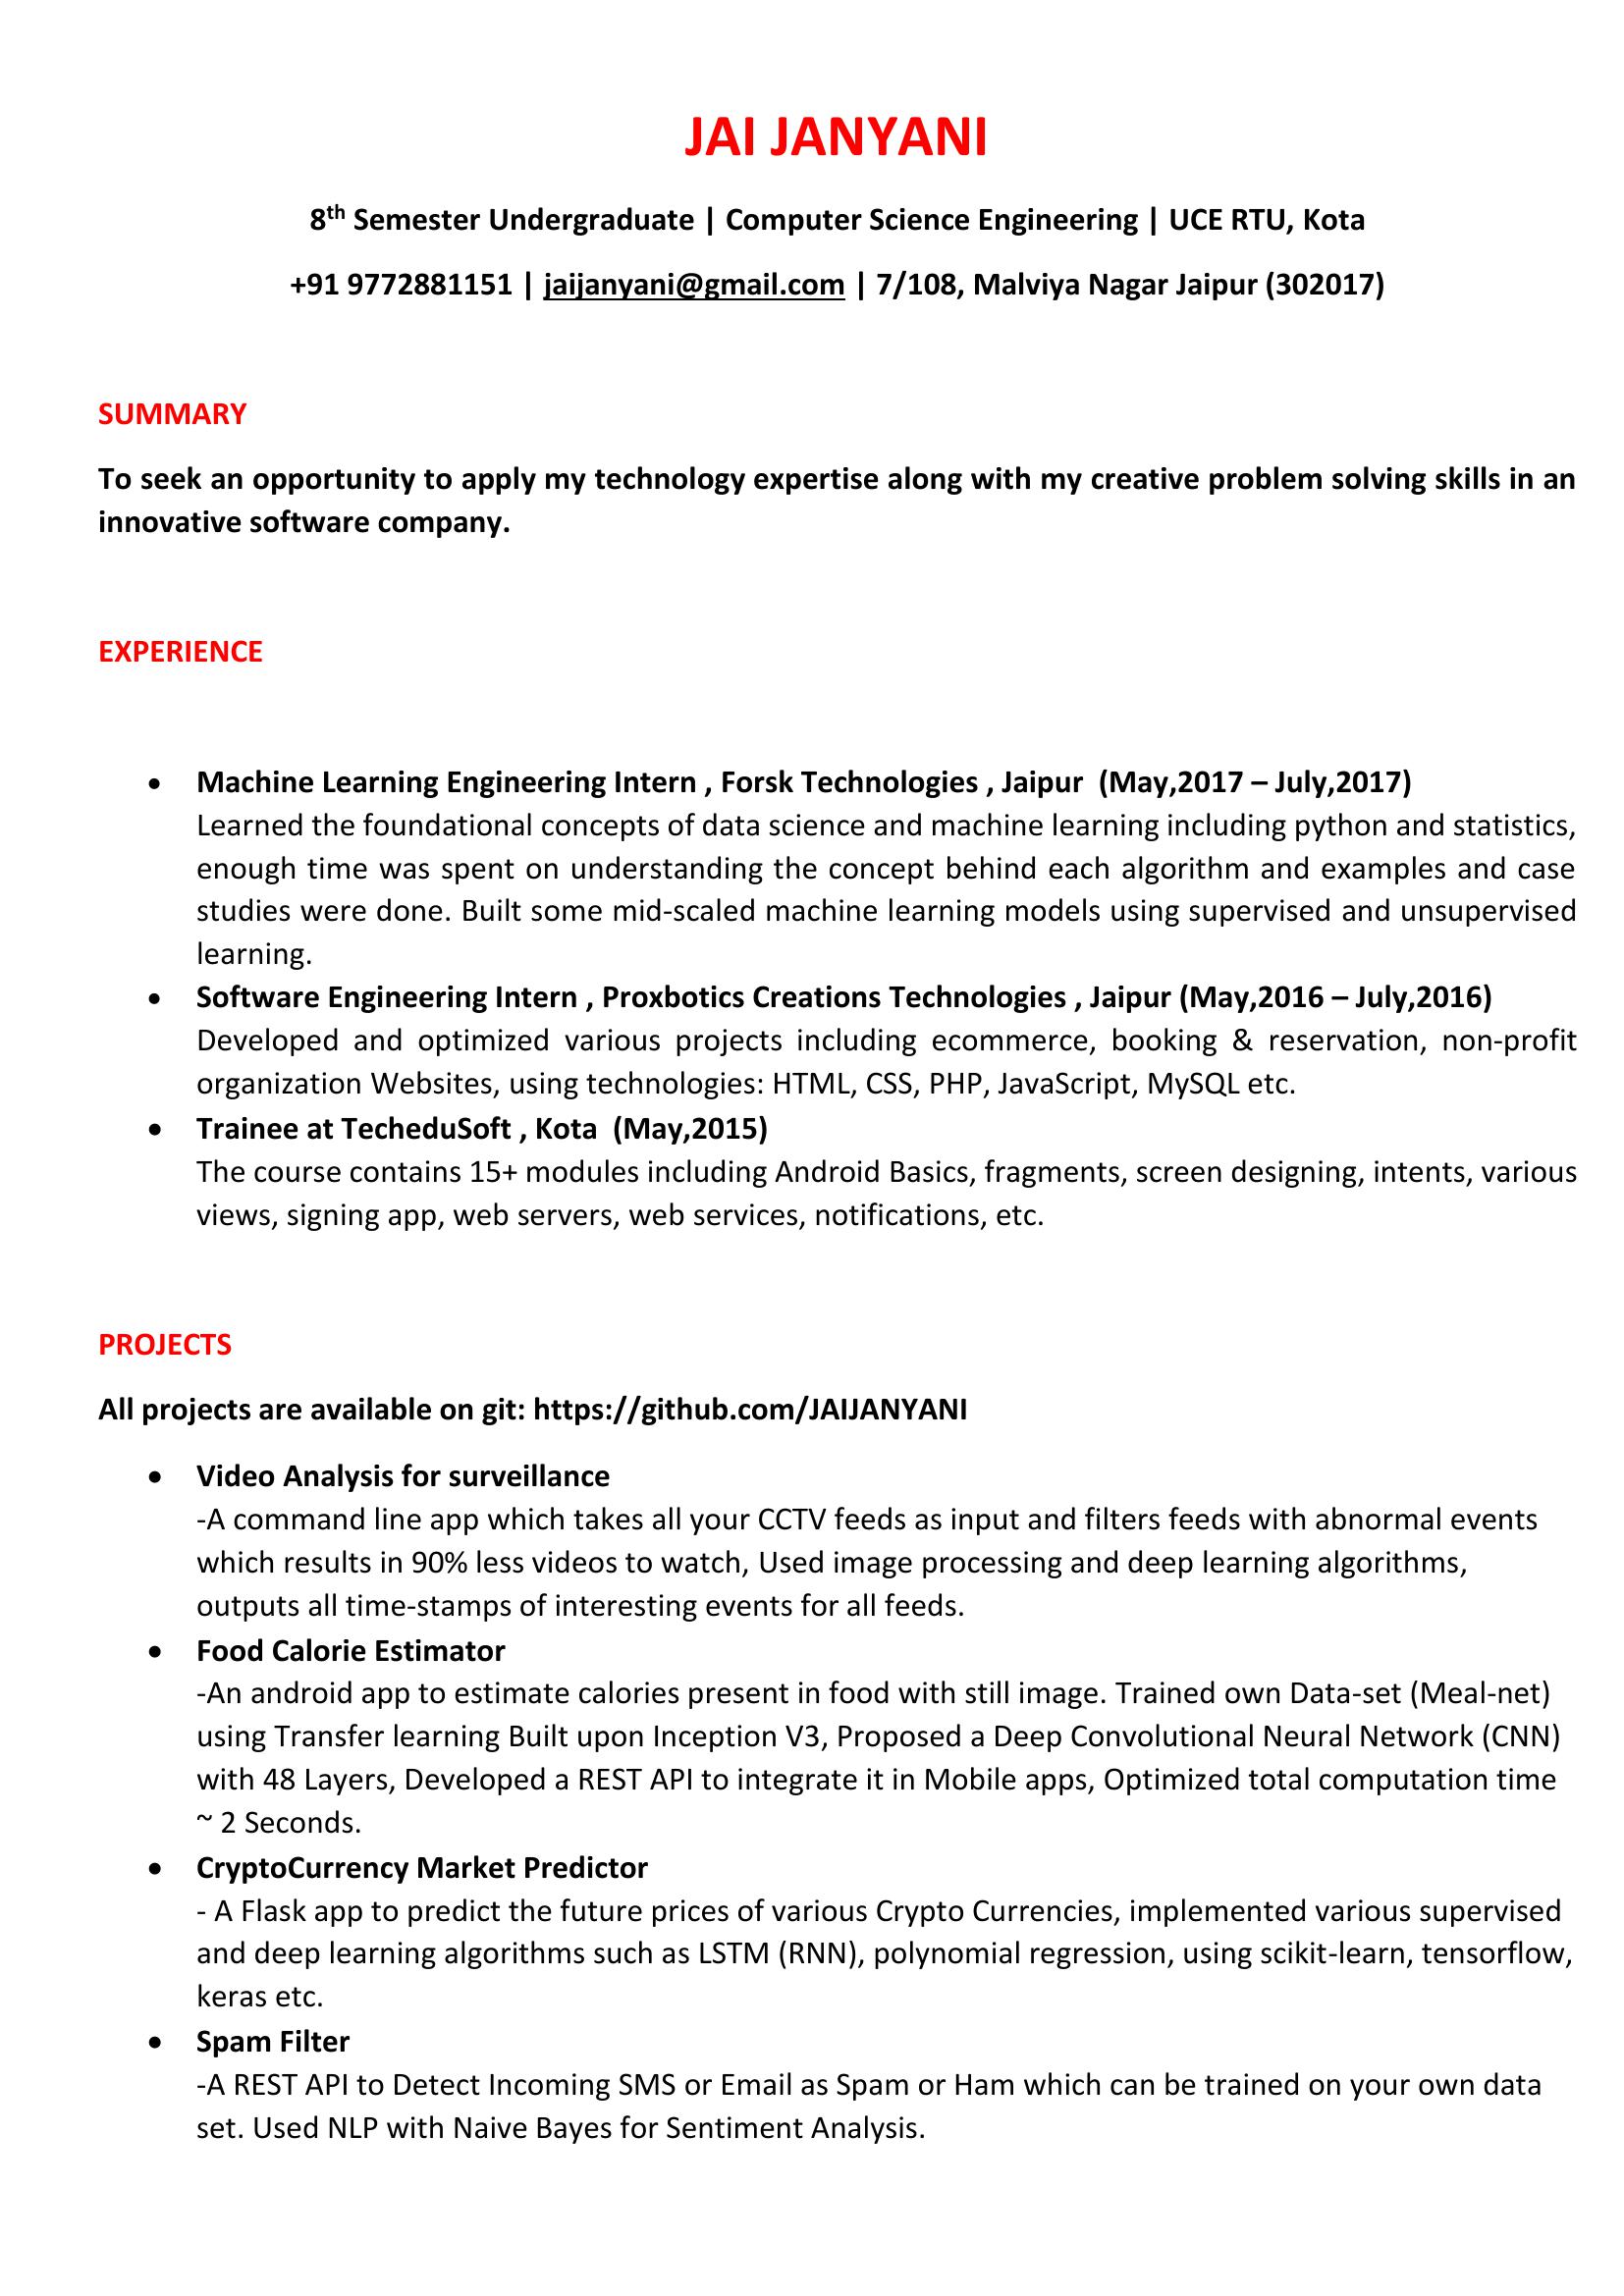 JAI JANYANI
8th Semester Undergraduate | Computer Science Engineering | UCE RTU, Kota
+91 9772881151 | jaijanyani@gmail.com | 7/108, Malviya Nagar Jaipur (302017)
SUMMARY
To seek an opportunity to apply my technology expertise along with my creative problem solving skills in an
innovative software company.
EXPERIENCE
• Machine Learning Engineering Intern , Forsk Technologies , Jaipur (May,2017 – July,2017)
Learned the foundational concepts of data science and machine learning including python and statistics,
enough time was spent on understanding the concept behind each algorithm and examples and case
studies were done. Built some mid-scaled machine learning models using supervised and unsupervised
learning.
• Software Engineering Intern , Proxbotics Creations Technologies , Jaipur (May,2016 – July,2016)
Developed and optimized various projects including ecommerce, booking & reservation, non-profit
organization Websites, using technologies: HTML, CSS, PHP, JavaScript, MySQL etc.
• Trainee at TecheduSoft , Kota (May,2015)
The course contains 15+ modules including Android Basics, fragments, screen designing, intents, various
views, signing app, web servers, web services, notifications, etc.
PROJECTS
All projects are available on git: https://github.com/JAIJANYANI
• Video Analysis for surveillance
-A command line app which takes all your CCTV feeds as input and filters feeds with abnormal events
which results in 90% less videos to watch, Used image processing and deep learning algorithms,
outputs all time-stamps of interesting events for all feeds.
• Food Calorie Estimator
-An android app to estimate calories present in food with still image. Trained own Data-set (Meal-net)
using Transfer learning Built upon Inception V3, Proposed a Deep Convolutional Neural Network (CNN)
with 48 Layers, Developed a REST API to integrate it in Mobile apps, Optimized total computation time
~ 2 Seconds.
• CryptoCurrency Market Predictor
- A Flask app to predict the future prices of various Crypto Currencies, implemented various supervised
and deep learning algorithms such as LSTM (RNN), polynomial regression, using scikit-learn, tensorflow,
keras etc.
• Spam Filter
-A REST API to Detect Incoming SMS or Email as Spam or Ham which can be trained on your own data
set. Used NLP with Naive Bayes for Sentiment Analysis.